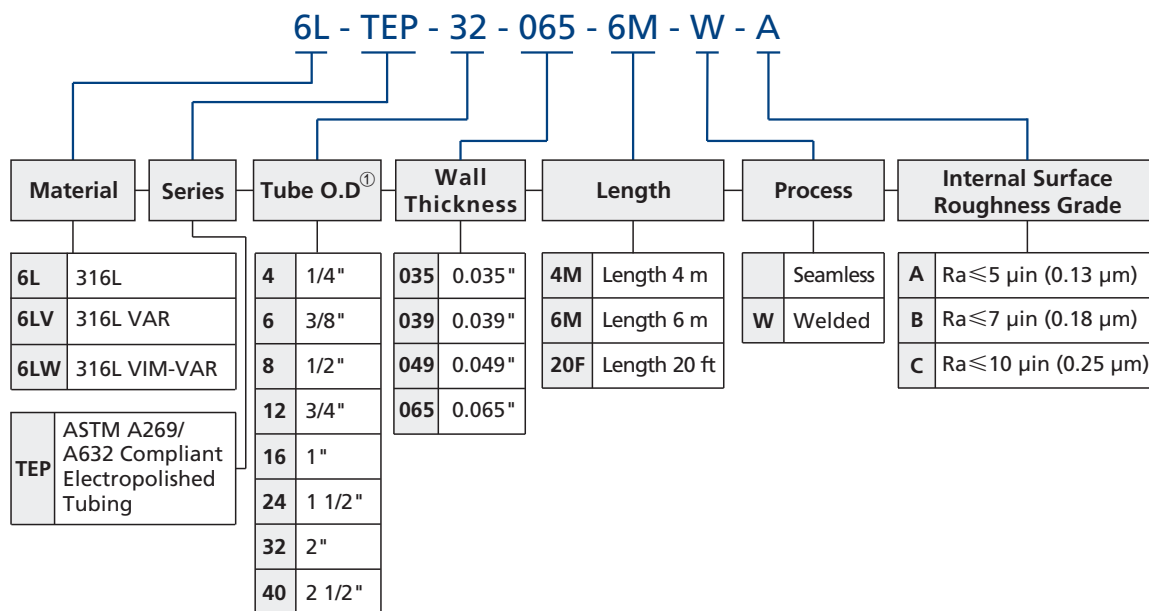 6L - TEP - 32 - 065 - 6M - W - A
Material
Series
Tube O.D①
Wall
Thickness
Length
Process
Internal Surface
Roughness Grade
6L 316L
6LV 316L VAR
6LW 316L VIM-VAR
TEP
ASTM A269/
A632 Compliant
Electropolished
Tubing
4 1/4"
6 3/8"
8 1/2"
12 3/4"
16 1"
24 1 1/2"
32 2"
40 2 1/2"
035 0.035"
039 0.039"
049 0.049"
065 0.065"
4M Length 4 m
6M Length 6 m
20F Length 20 ft
Seamless
W Welded
A Ra≤5 µin (0.13 µm)
B Ra≤7 µin (0.18 µm)
C Ra≤10 µin (0.25 µm)